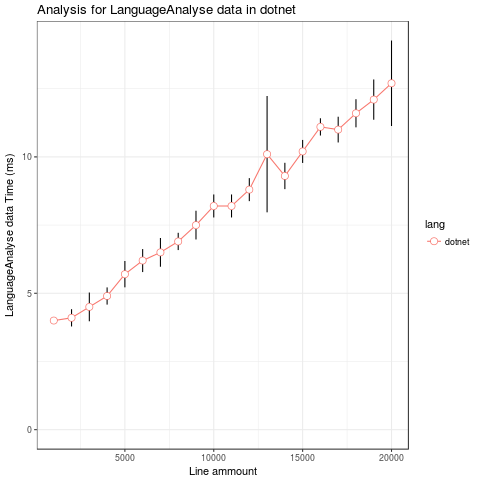 Analysis for LanguageAnalyse data in dotnet
LanguageAnlyse data Time (ms)
10
5
0
5000
10000
15000
20000
Line ammount
lang
dotnet